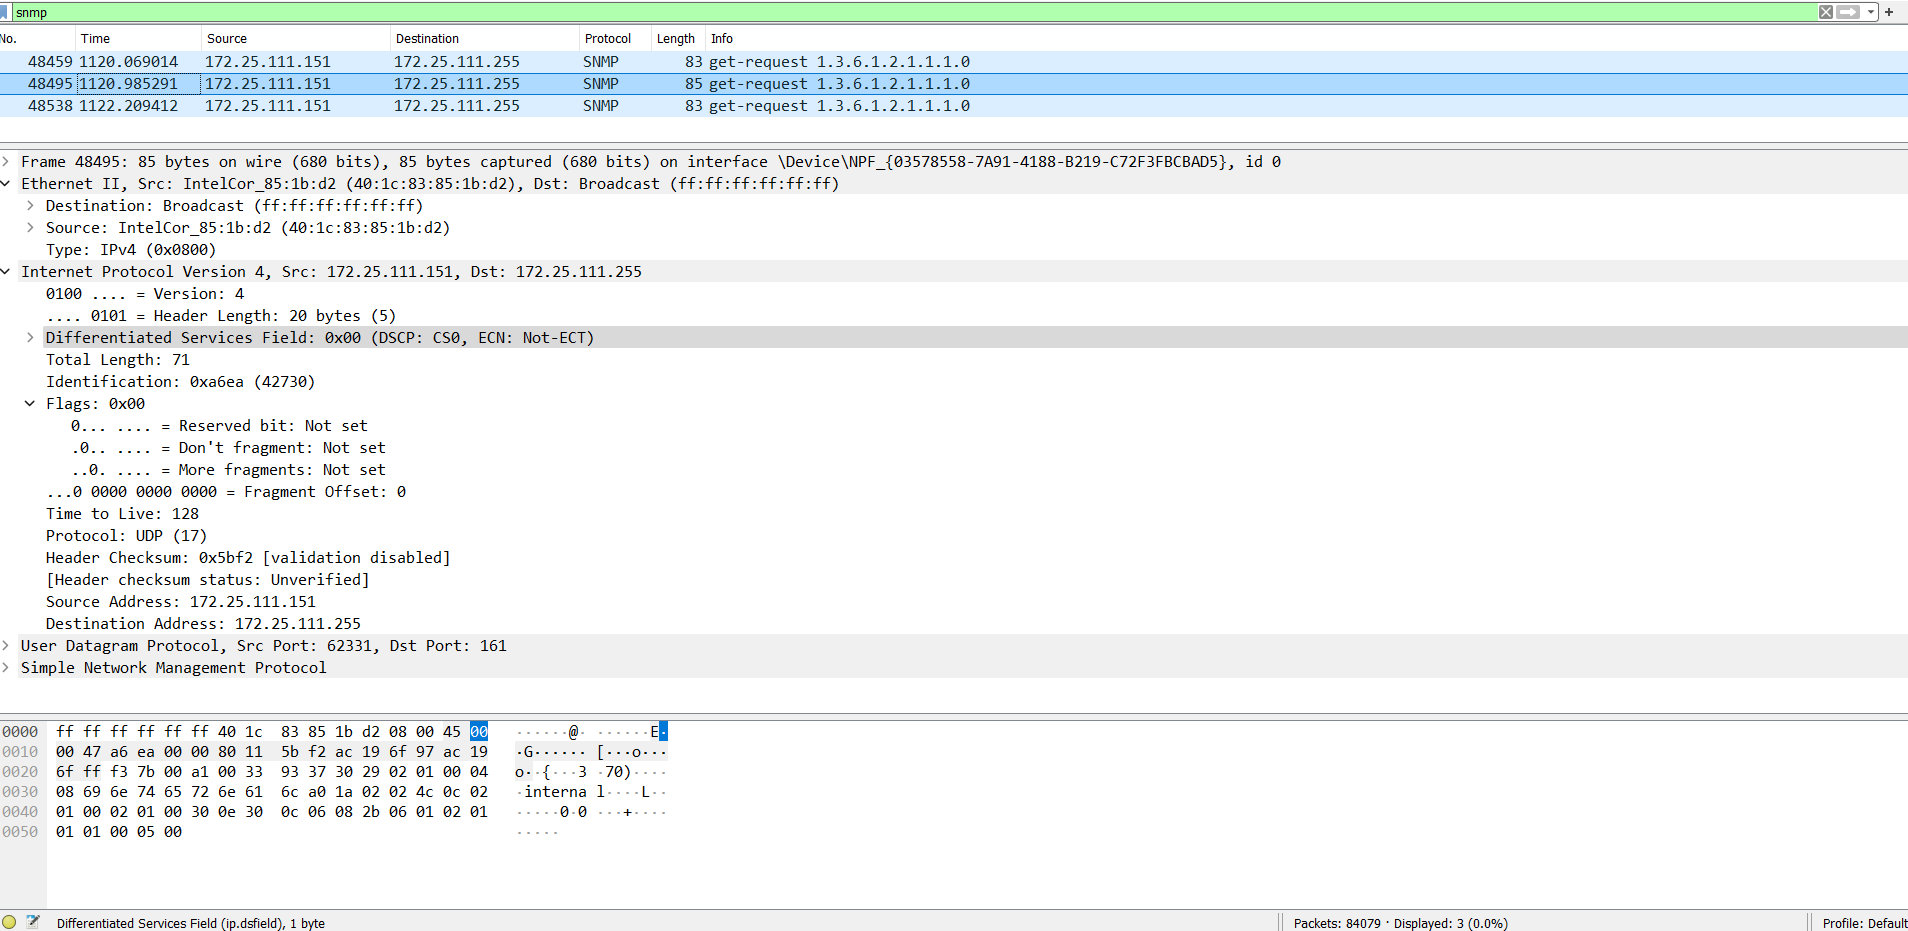 snmp
No. Time Source Destination Protocol Length Info
48459 1120.069014 172.25.111.151 172.25.111.255 SNMP 83 get-request 1.3.6.1.2.1.1.1.0
48495 1120.985291 172.25.111.151 172.25.111.255 SNMP 85 get-request 1.3.6.1.2.1.1.1.0
48538 1122.209412 172.25.111.151 172.25.111.255 SNMP 83 get-request 1.3.6.1.2.1.1.1.0
Frame 48495: 85 bytes on wire (680 bits), 85 bytes captured (680 bits) on interface \Device\NPF_{03578558-7A91-4188-B219-C72F3FBCBAD5}, id 0
Ethernet II, Src: IntelCor_85:1b:d2 (40:1c:83:85:1b:d2), Dst: Broadcast (ff:ff:ff:ff:ff:ff)
Destination: Broadcast (ff:ff:ff:ff:ff:ff)
Source: IntelCor_85:1b:d2 (40:1c:83:85:1b:d2)
Type: IPv4 (0x0800)
Internet Protocol Version 4, Src: 172.25.111.151, Dst: 172.25.111.255
0100 .... = Version: 4
.... 0101 = Header Length: 20 bytes (5)
Differentiated Services Field: 0x00 (DSCP: CS0, ECN: Not-ECT)
Total Length: 71
Identification: 0xa6ea (42730)
Flags: 0x00
0... .... = Reserved bit: Not set
.0.. .... = Don't fragment: Not set
..0. .... = More fragments: Not set
...0 0000 0000 0000 = Fragment Offset: 0
Time to Live: 128
Protocol: UDP (17)
Header Checksum: 0x5bf2 [validation disabled]
[Header checksum status: Unverified]
Source Address: 172.25.111.151
Destination Address: 172.25.111.255
User Datagram Protocol, Src Port: 62331, Dst Port: 161
Simple Network Management Protocol
0000 ff ff ff ff ff ff 40 1c 83 85 1b d2 08 00 45 00 ······@· ······E·
0010 00 47 a6 ea 00 00 80 11 5b f2 ac 19 6f 97 ac 19 ·G······ [···o···
0020 6f ff f3 7b 00 a1 00 33 93 37 30 29 02 01 00 04 o··{···3 ·70)····
0030 08 69 6e 74 65 72 6e 61 6c a0 1a 02 02 4c 0c 02 ·interna l····L··
0040 01 00 02 01 00 30 0e 30 0c 06 08 2b 06 01 02 01 ·····0·0 ···+····
0050 01 01 00 05 00 ·····
Differentiated Services Field (ip.dsfield), 1 byte Packets: 84079 · Displayed: 3 (0.0%) Profile: Default